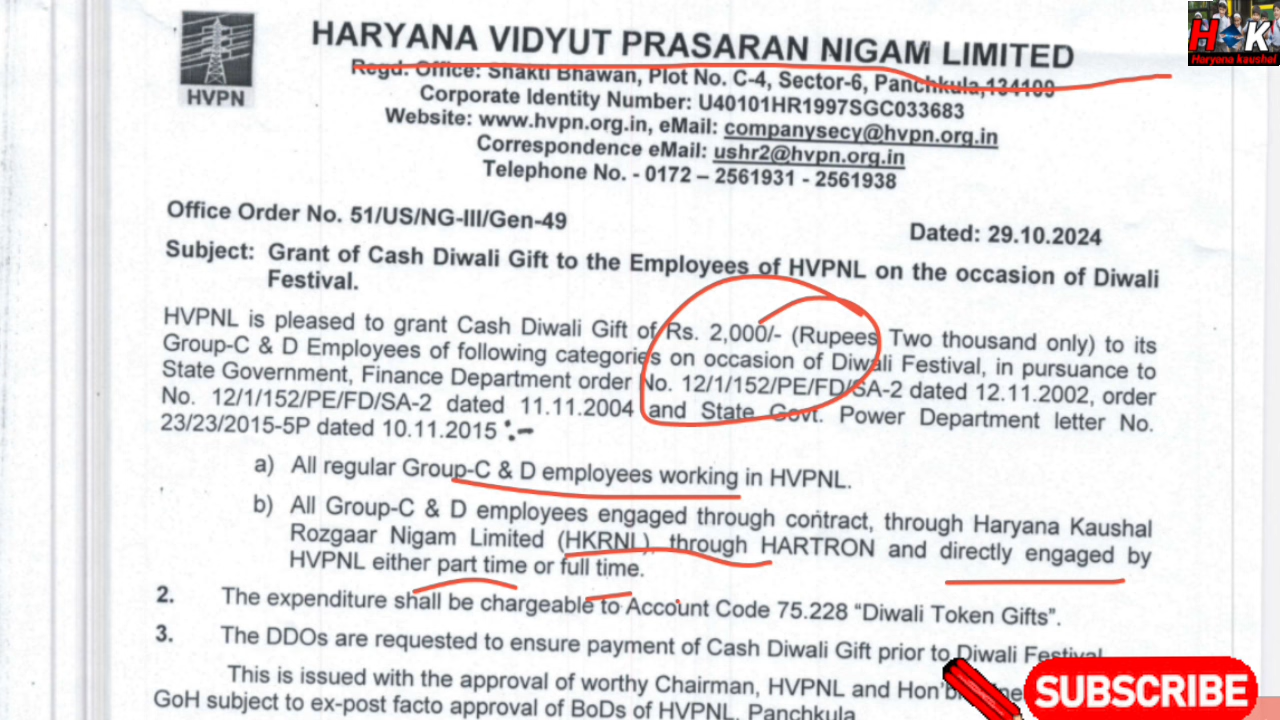 HARYANA VIDYUT PRASARAN NIGAM LIMITED
HVPN
Regd. Office: Shakti Bhawan, Plot No. C-4, Sector-6, Panchkula,134109
Corporate Identity Number: U40101HR1997SGC033683
Website: www.hvpn.org.in, eMail: companysecy@hvpn.org.in
Correspondence eMail: ushr2@hvpn.org.in
Telephone No. - 0172 – 2561931 - 2561938
H K
Haryana kaushal
Office Order No. 51/US/NG-III/Gen-49
Dated: 29.10.2024
Subject: Grant of Cash Diwali Gift to the Employees of HVPNL on the occasion of Diwali
Festival.
HVPNL is pleased to grant Cash Diwali Gift of Rs. 2,000/- (Rupees Two thousand only) to its
Group-C & D Employees of following categories on occasion of Diwali Festival, in pursuance to
State Government, Finance Department order No. 12/1/152/PE/FD/SA-2 dated 12.11.2002, order
No. 12/1/152/PE/FD/SA-2 dated 11.11.2004 and State Govt. Power Department letter No.
23/23/2015-5P dated 10.11.2015 :-
a) All regular Group-C & D employees working in HVPNL.
b) All Group-C & D employees engaged through contract, through Haryana Kaushal
Rozgaar Nigam Limited (HKRNL), through HARTRON and directly engaged by
HVPNL either part time or full time.
2. The expenditure shall be chargeable to Account Code 75.228 “Diwali Token Gifts”.
3. The DDOs are requested to ensure payment of Cash Diwali Gift prior to Diwali Festival
This is issued with the approval of worthy Chairman, HVPNL and
GoH subject to ex-post facto approval of BoDs of HVPNL, Panchkula
SUBSCRIBE